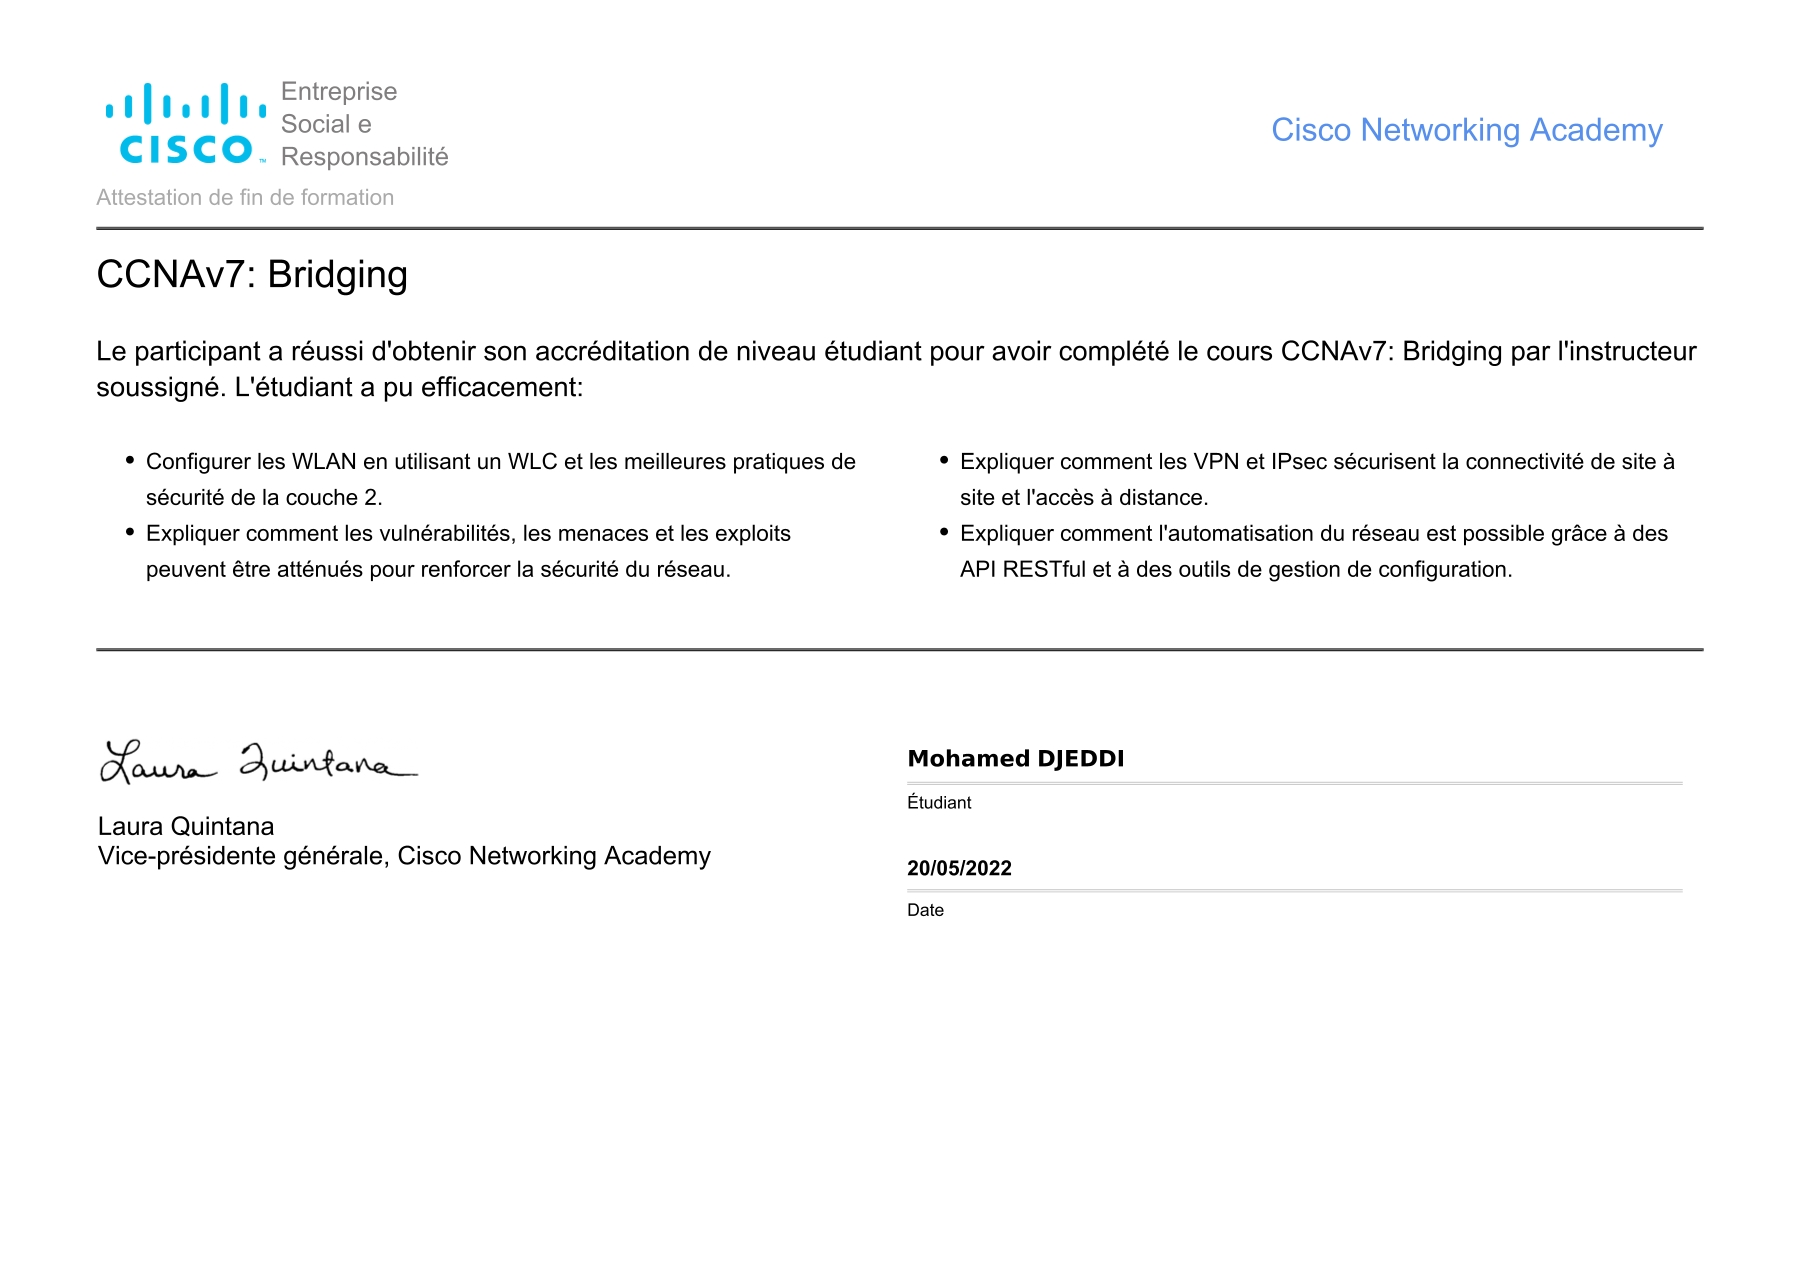 CISCO
Entreprise
Social e
Responsabilité
Cisco Networking Academy
Attestation de fin de formation
CCNAv7: Bridging
Le participant a réussi d'obtenir son accréditation de niveau étudiant pour avoir complété le cours CCNAv7: Bridging par l'instructeur
soussigné. L'étudiant a pu efficacement:
• Configurer les WLAN en utilisant un WLC et les meilleures pratiques de
sécurité de la couche 2.
• Expliquer comment les vulnérabilités, les menaces et les exploits
peuvent être atténués pour renforcer la sécurité du réseau.
• Expliquer comment les VPN et IPsec sécurisent la connectivité de site à
site et l'accès à distance.
• Expliquer comment l'automatisation du réseau est possible grâce à des
API RESTful et à des outils de gestion de configuration.
Laura Quintana
Laura Quintana
Vice-présidente générale, Cisco Networking Academy
Mohamed DJEDDI
Étudiant
20/05/2022
Date